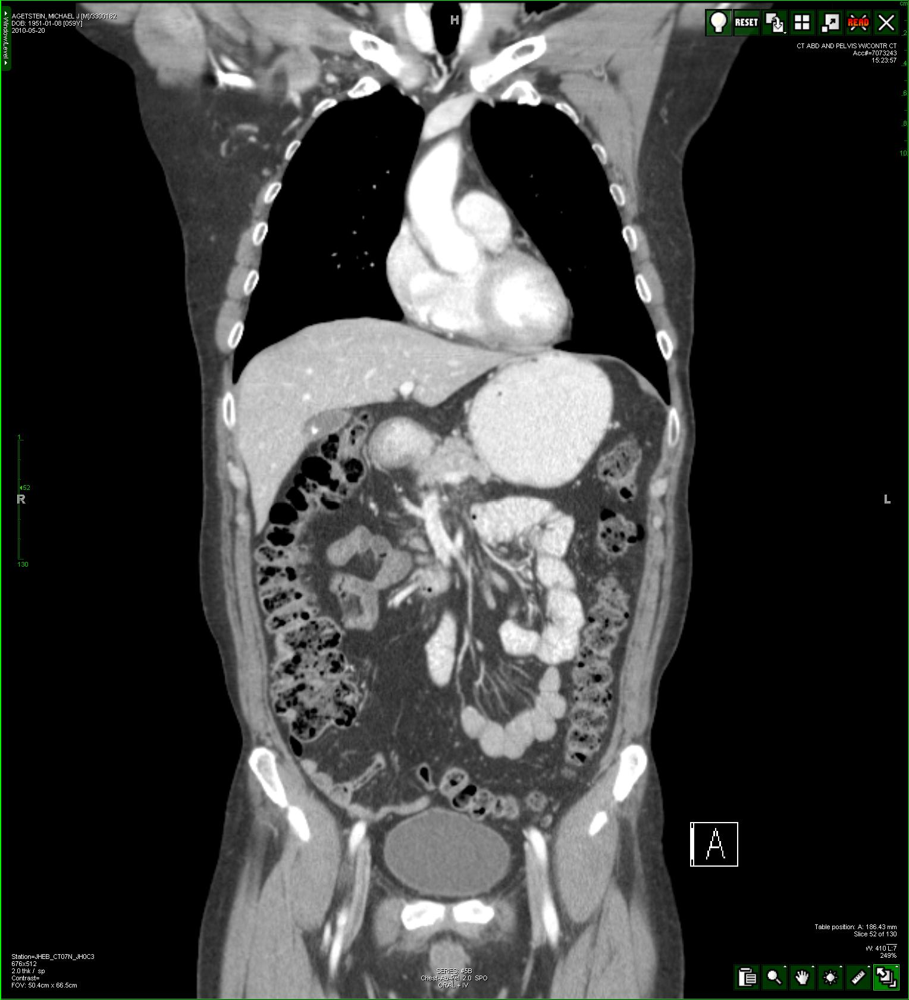 Window/Level
AGETSTEIN, MICHAEL J [M]/3300182
DOB: 1951-01-08 [059Y]
2010-05-20
H
RESET
READ
cm
2
4
6
8
10
CT ABD AND PELVIS W/CONTR CT
Acc#=7073243
15:23:57
1
52
R
130
L
A
Table position: A: 186.43 mm
Slice 52 of 130
W: 410 L:7
249%
Station=JHEB_CT07N_JH0C3
676x512
2.0 thk / sp
Contrast=
FOV: 50.4cm x 66.5cm
SERIES: #5B
Chest-Ab-Pel 2.0 SPO
ORAL + IV